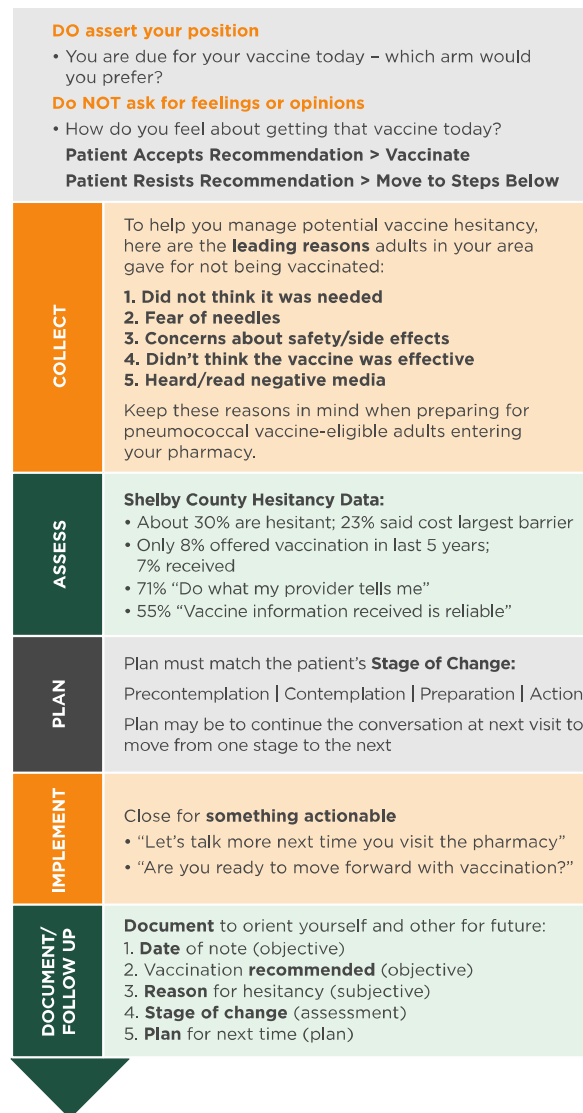 DO assert your position
• You are due for your vaccine today – which arm would
you prefer?
Do NOT ask for feelings or opinions
• How do you feel about getting that vaccine today?
Patient Accepts Recommendation > Vaccinate
Patient Resists Recommendation > Move to Steps Below
COLLECT
To help you manage potential vaccine hesitancy,
here are the leading reasons adults in your area
gave for not being vaccinated:
1. Did not think it was needed
2. Fear of needles
3. Concerns about safety/side effects
4. Didn’t think the vaccine was effective
5. Heard/read negative media
Keep these reasons in mind when preparing for
pneumococcal vaccine-eligible adults entering
your pharmacy.
ASSESS
Shelby County Hesitancy Data:
• About 30% are hesitant; 23% said cost largest barrier
• Only 8% offered vaccination in last 5 years;
7% received
• 71% “Do what my provider tells me”
• 55% “Vaccine information received is reliable”
PLAN
Plan must match the patient’s Stage of Change:
Precontemplation | Contemplation | Preparation | Action
Plan may be to continue the conversation at next visit to
move from one stage to the next
IMPLEMENT
Close for something actionable
• “Let’s talk more next time you visit the pharmacy”
• “Are you ready to move forward with vaccination?”
DOCUMENT/
FOLLOW UP
Document to orient yourself and other for future:
1. Date of note (objective)
2. Vaccination recommended (objective)
3. Reason for hesitancy (subjective)
4. Stage of change (assessment)
5. Plan for next time (plan)